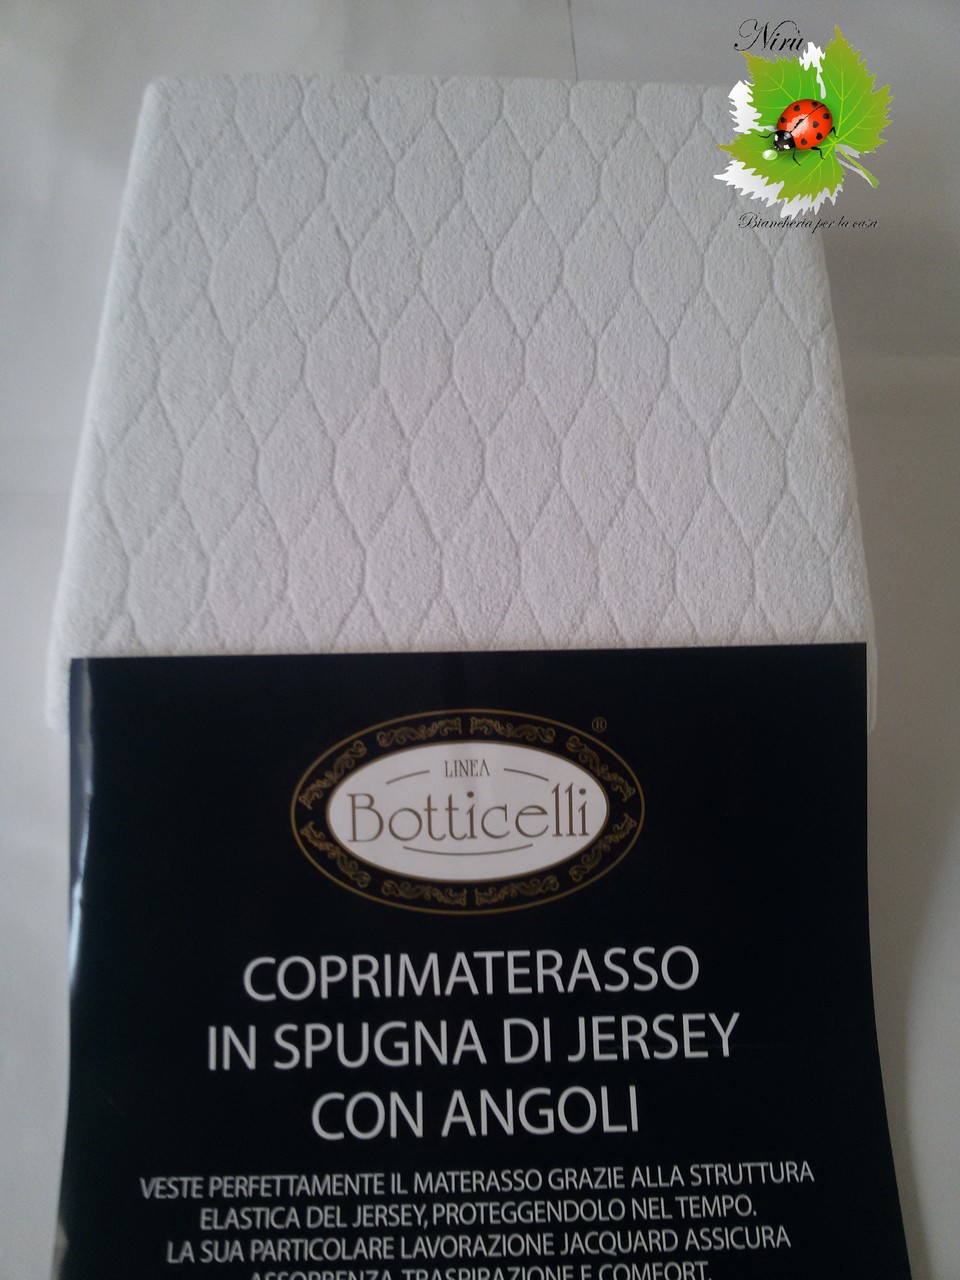 Nirù
Biancheria per la casa
LINEA
Botticelli
®
COPRIMATERASSO
IN SPUGNA DI JERSEY
CON ANGOLI
VESTE PERFETTAMENTE IL MATERASSO GRAZIE ALLA STRUTTURA
ELASTICA DEL JERSEY, PROTEGGENDOLO NEL TEMPO.
LA SUA PARTICOLARE LAVORAZIONE JACQUARD ASSICURA
ASSORBENZA, TRASPIRAZIONE E COMFORT.